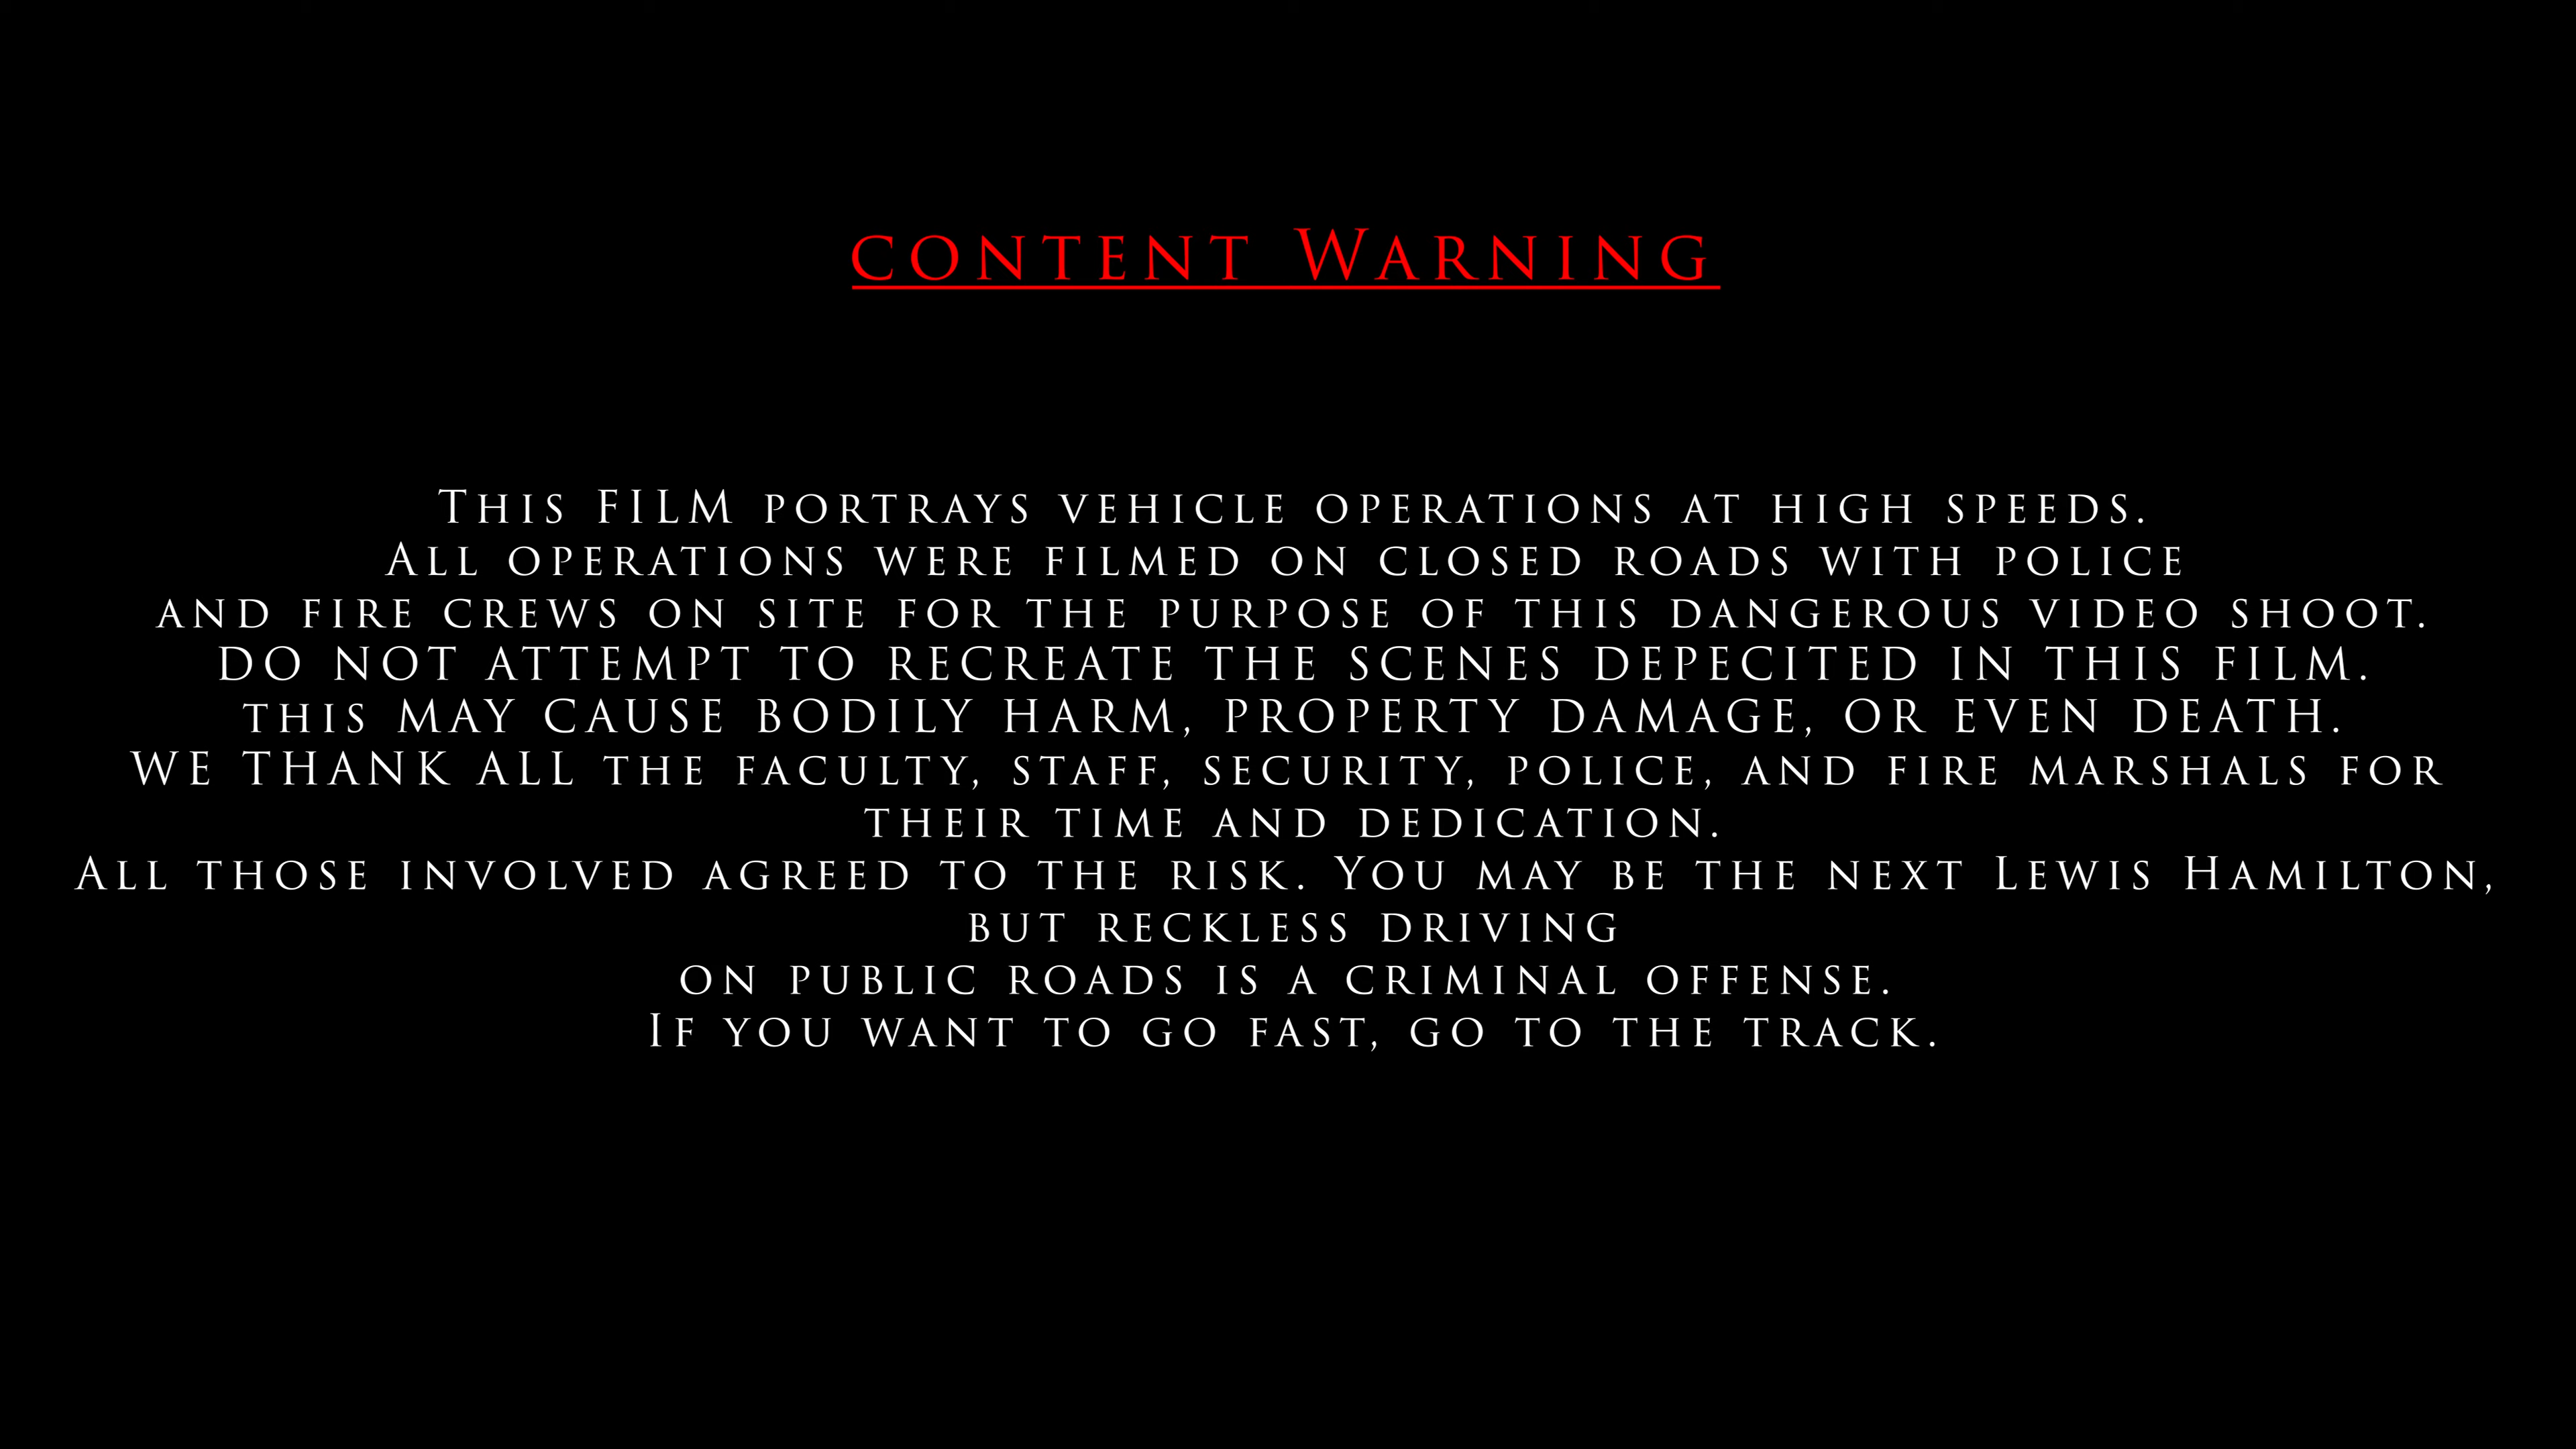 content Warning
This FILM portrays vehicle operations at high speeds.
All operations were filmed on closed roads with police
and fire crews on site for the purpose of this dangerous video shoot.
DO NOT ATTEMPT TO RECREATE THE SCENES DEPECITED IN THIS FILM.
this MAY CAUSE BODILY HARM, PROPERTY DAMAGE, OR EVEN DEATH.
WE THANK ALL the faculty, staff, security, police, and fire marshals for
their time and dedication.
All those involved agreed to the risk. You may be the next Lewis Hamilton,
but reckless driving
on public roads is a criminal offense.
If you want to go fast, go to the track.